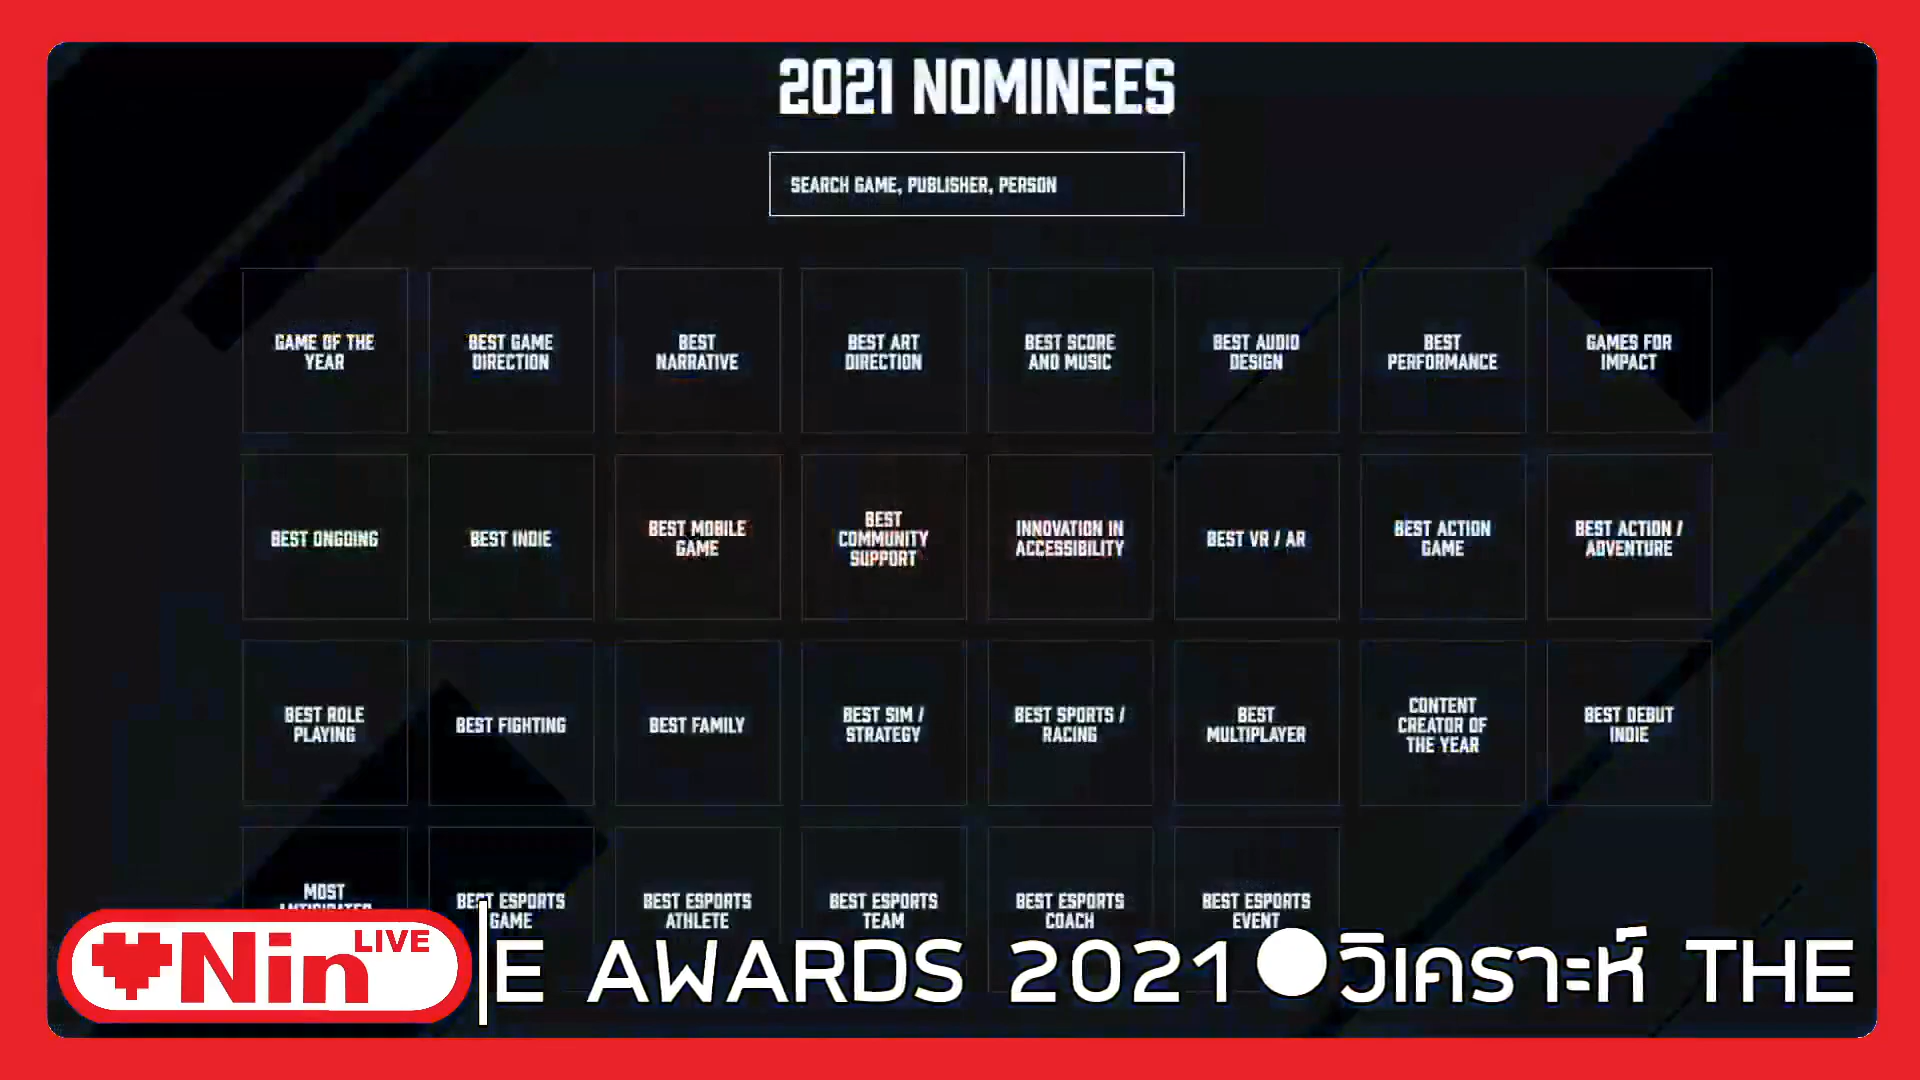 2021 NOMINEES
SEARCH GAME, PUBLISHER, PERSON
GAME OF THE
YEAR
BEST GAME
DIRECTION
BEST
NARRATIVE
BEST ART
DIRECTION
BEST SCORE
AND MUSIC
BEST AUDIO
DESIGN
BEST
PERFORMANCE
GAMES FOR
IMPACT
BEST ONGOING
BEST INDIE
BEST MOBILE
GAME
BEST
COMMUNITY
SUPPORT
INNOVATION IN
ACCESSIBILITY
BEST VR / AR
BEST ACTION
GAME
BEST ACTION /
ADVENTURE
BEST ROLE
PLAYING
BEST FIGHTING
BEST FAMILY
BEST SIM /
STRATEGY
BEST SPORTS /
RACING
BEST
MULTIPLAYER
CONTENT
CREATOR OF
THE YEAR
BEST DEBUT
INDIE
MOST
BEST ESPORTS
GAME
BEST ESPORTS
ATHLETE
BEST ESPORTS
TEAM
BEST ESPORTS
COACH
BEST ESPORTS
EVENT
Nin LIVE
E AWARDS 2021●วิเคราะห์ THE